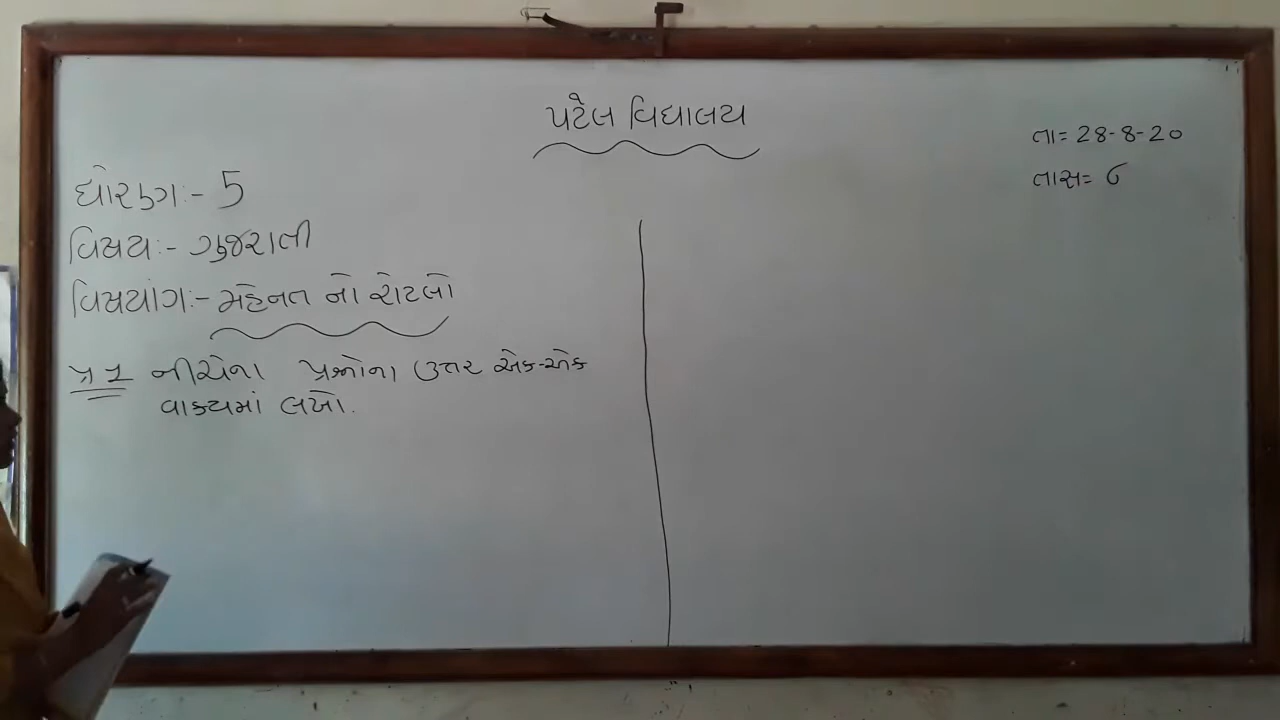 પટેલ વિદ્યાલય
તા= 28-8-20
તાસ= ૮
ધોરણ:- 5
વિષય:- ગુજરાતી
વિષયાંગ:- મહેનત નો રોટલો
પ્ર 1 નીચેના પ્રશ્નોના ઉત્તર એક-એક
વાક્યમાં લખો.